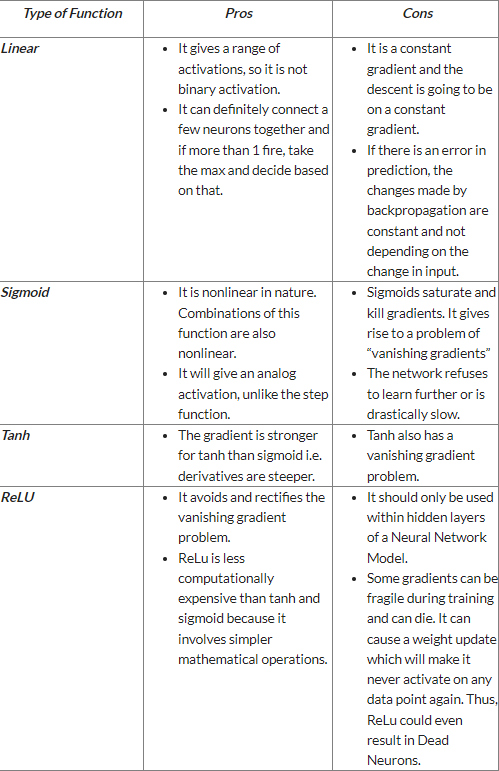 Type of Function Pros Cons
Linear
• It gives a range of
activations, so it is not
binary activation.
• It can definitely connect a
few neurons together and
if more than 1 fire, take
the max and decide based
on that.
• It is a constant
gradient and the
descent is going to be
on a constant
gradient.
• If there is an error in
prediction, the
changes made by
backpropagation are
constant and not
depending on the
change in input.
Sigmoid
• It is nonlinear in nature.
Combinations of this
function are also
nonlinear.
• It will give an analog
activation, unlike the step
function.
• Sigmoids saturate and
kill gradients. It gives
rise to a problem of
“vanishing gradients”
• The network refuses
to learn further or is
drastically slow.
Tanh
• The gradient is stronger
for tanh than sigmoid i.e.
derivatives are steeper.
• Tanh also has a
vanishing gradient
problem.
ReLU
• It avoids and rectifies the
vanishing gradient
problem.
• ReLu is less
computationally
expensive than tanh and
sigmoid because it
involves simpler
mathematical operations.
• It should only be used
within hidden layers
of a Neural Network
Model.
• Some gradients can be
fragile during training
and can die. It can
cause a weight update
which will make it
never activate on any
data point again. Thus,
ReLu could even
result in Dead
Neurons.